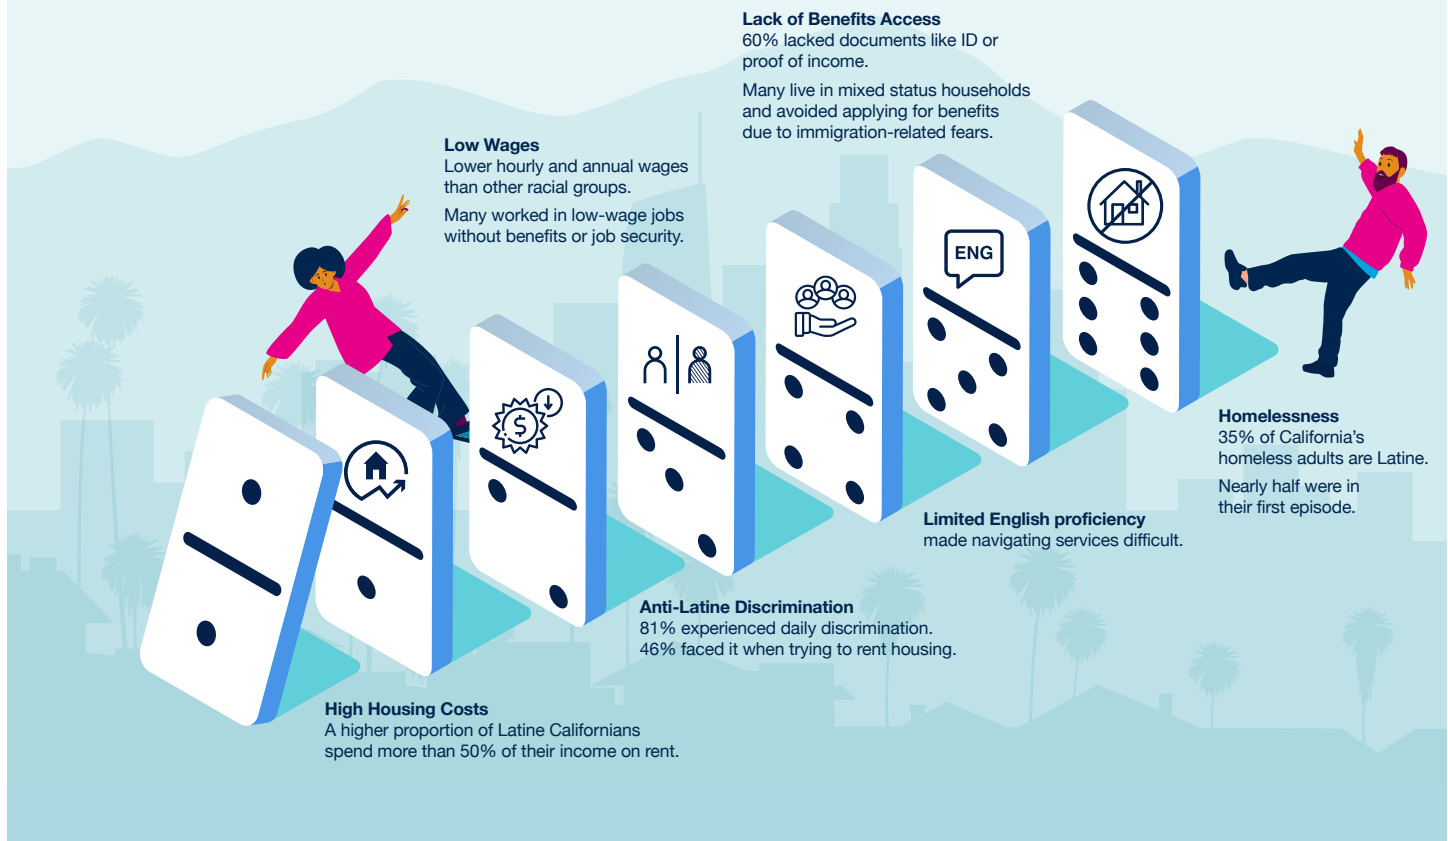 Lack of Benefits Access
60% lacked documents like ID or
proof of income.
Many live in mixed status households
and avoided applying for benefits
due to immigration-related fears.
Low Wages
Lower hourly and annual wages
than other racial groups.
Many worked in low-wage jobs
without benefits or job security.
ENG
$
Homelessness
35% of California’s
homeless adults are Latine.
Nearly half were in
their first episode.
Limited English proficiency
made navigating services difficult.
Anti-Latine Discrimination
81% experienced daily discrimination.
46% faced it when trying to rent housing.
High Housing Costs
A higher proportion of Latine Californians
spend more than 50% of their income on rent.